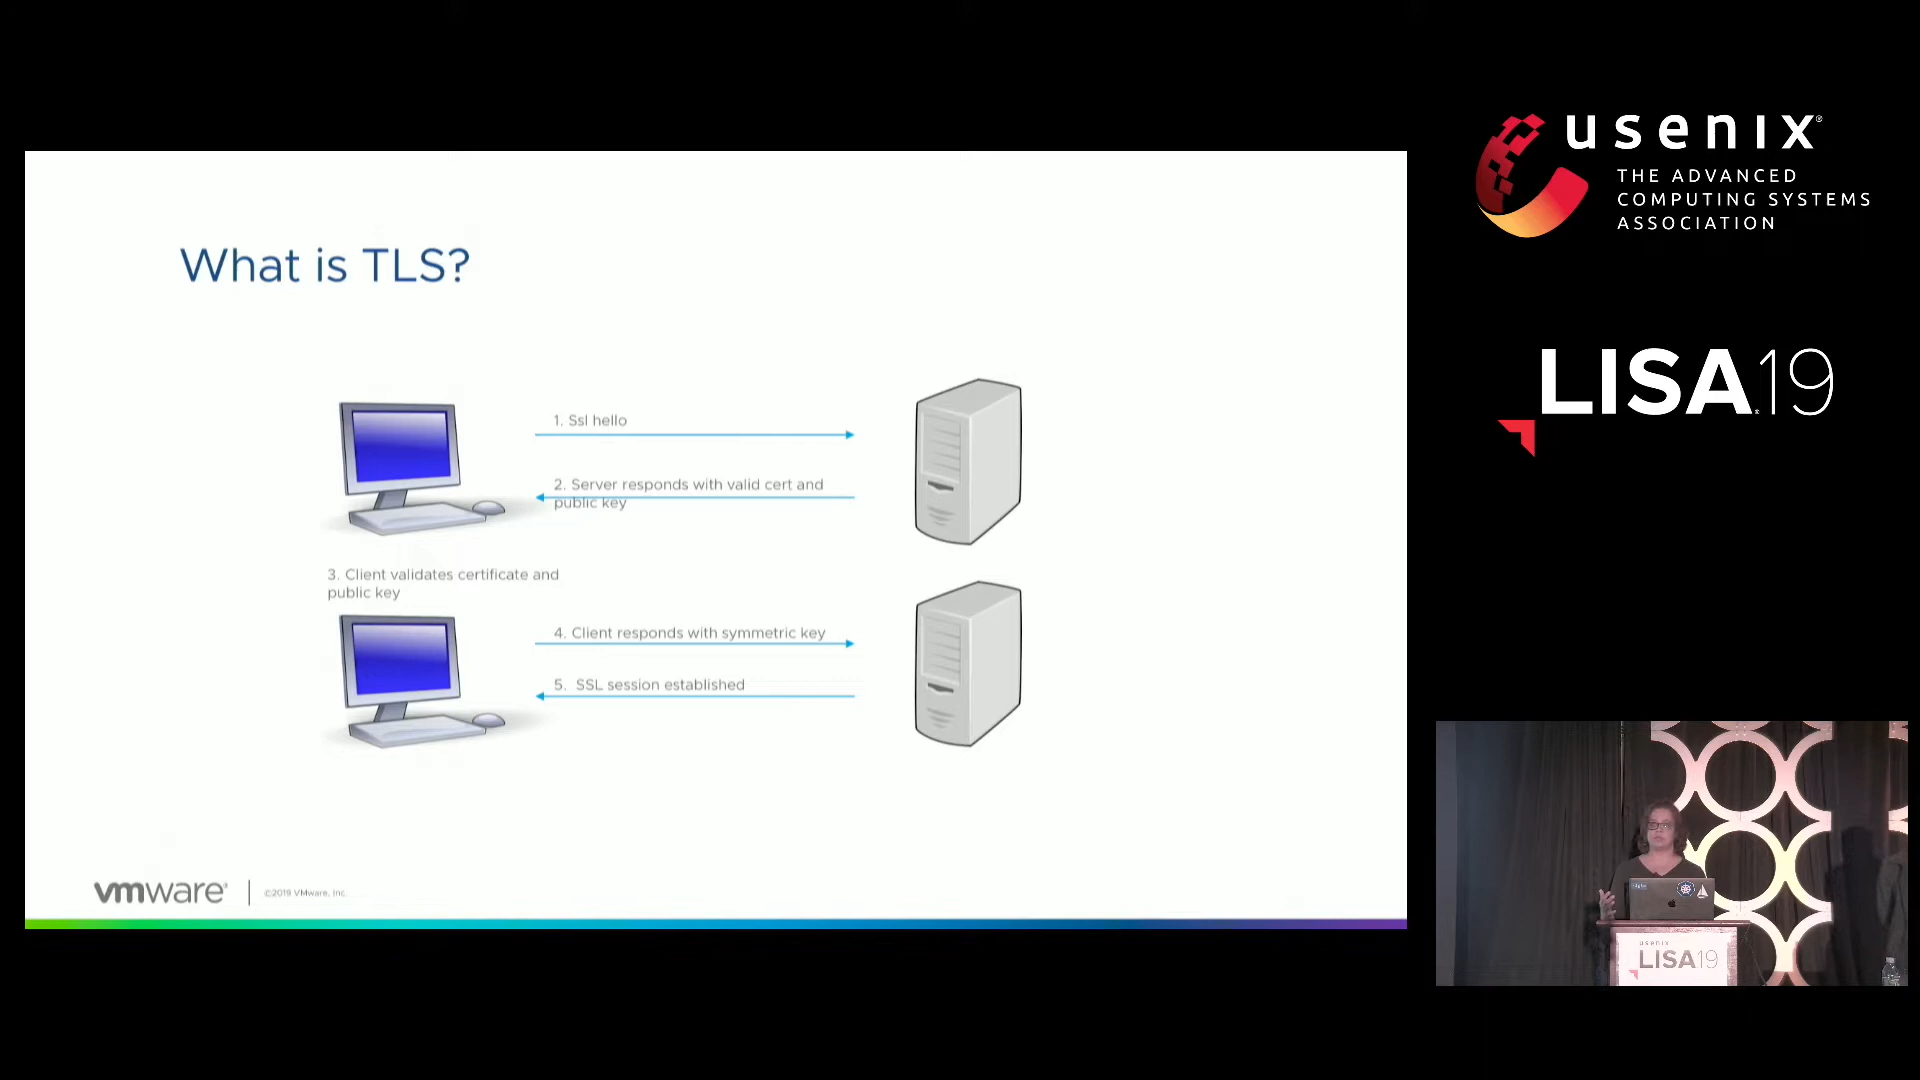 What is TLS?
1. Ssl hello
2. Server responds with valid cert and
public key
3. Client validates certificate and
public key
4. Client responds with symmetric key
5. SSL session established
vmware®
©2019 VMware, Inc.
usenix®
THE ADVANCED
COMPUTING SYSTEMS
ASSOCIATION
LISA19
usenix
LISA19